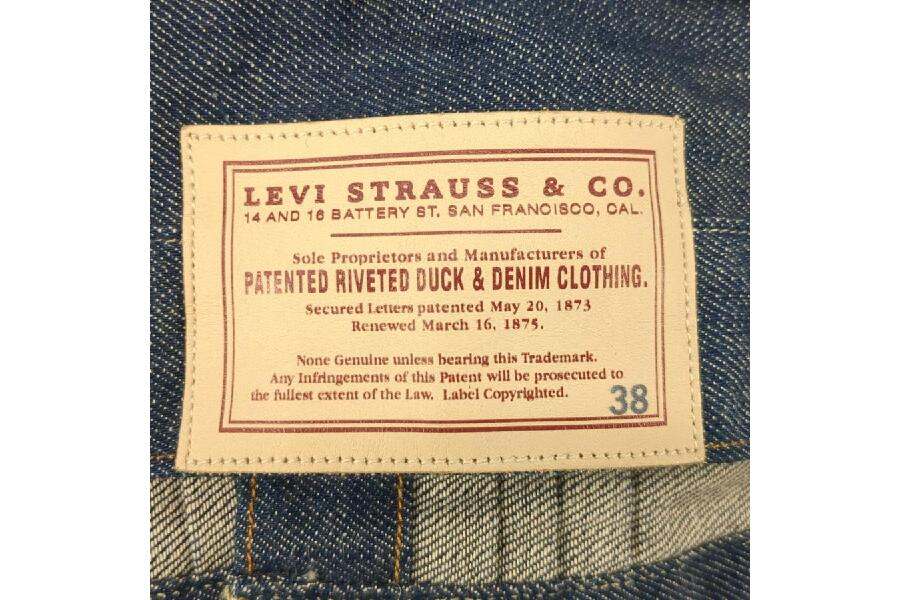 LEVI STRAUSS & CO.
14 AND 16 BATTERY ST. SAN FRANCISCO, CAL.
Sole Proprietors and Manufacturers of
PATENTED RIVETED DUCK & DENIM CLOTHING.
Secured Letters patented May 20, 1873
Renewed March 16, 1875.
None Genuine unless bearing this Trademark.
Any Infringements of this Patent will be prosecuted to
the fullest extent of the Law. Label Copyrighted.
38